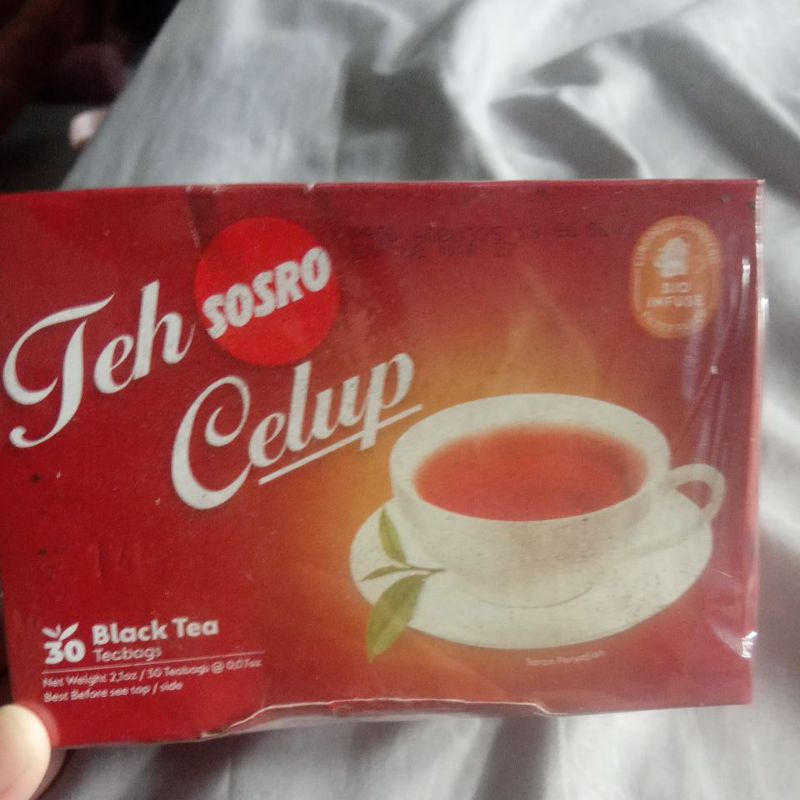 Teh SOSRO
Celup
BIO
INFUSE
30 Black Tea
Teabags
Net Weight 2,1oz / 30 Teabags @ 0,07oz
Best Before see top / side
Saran Penyajian